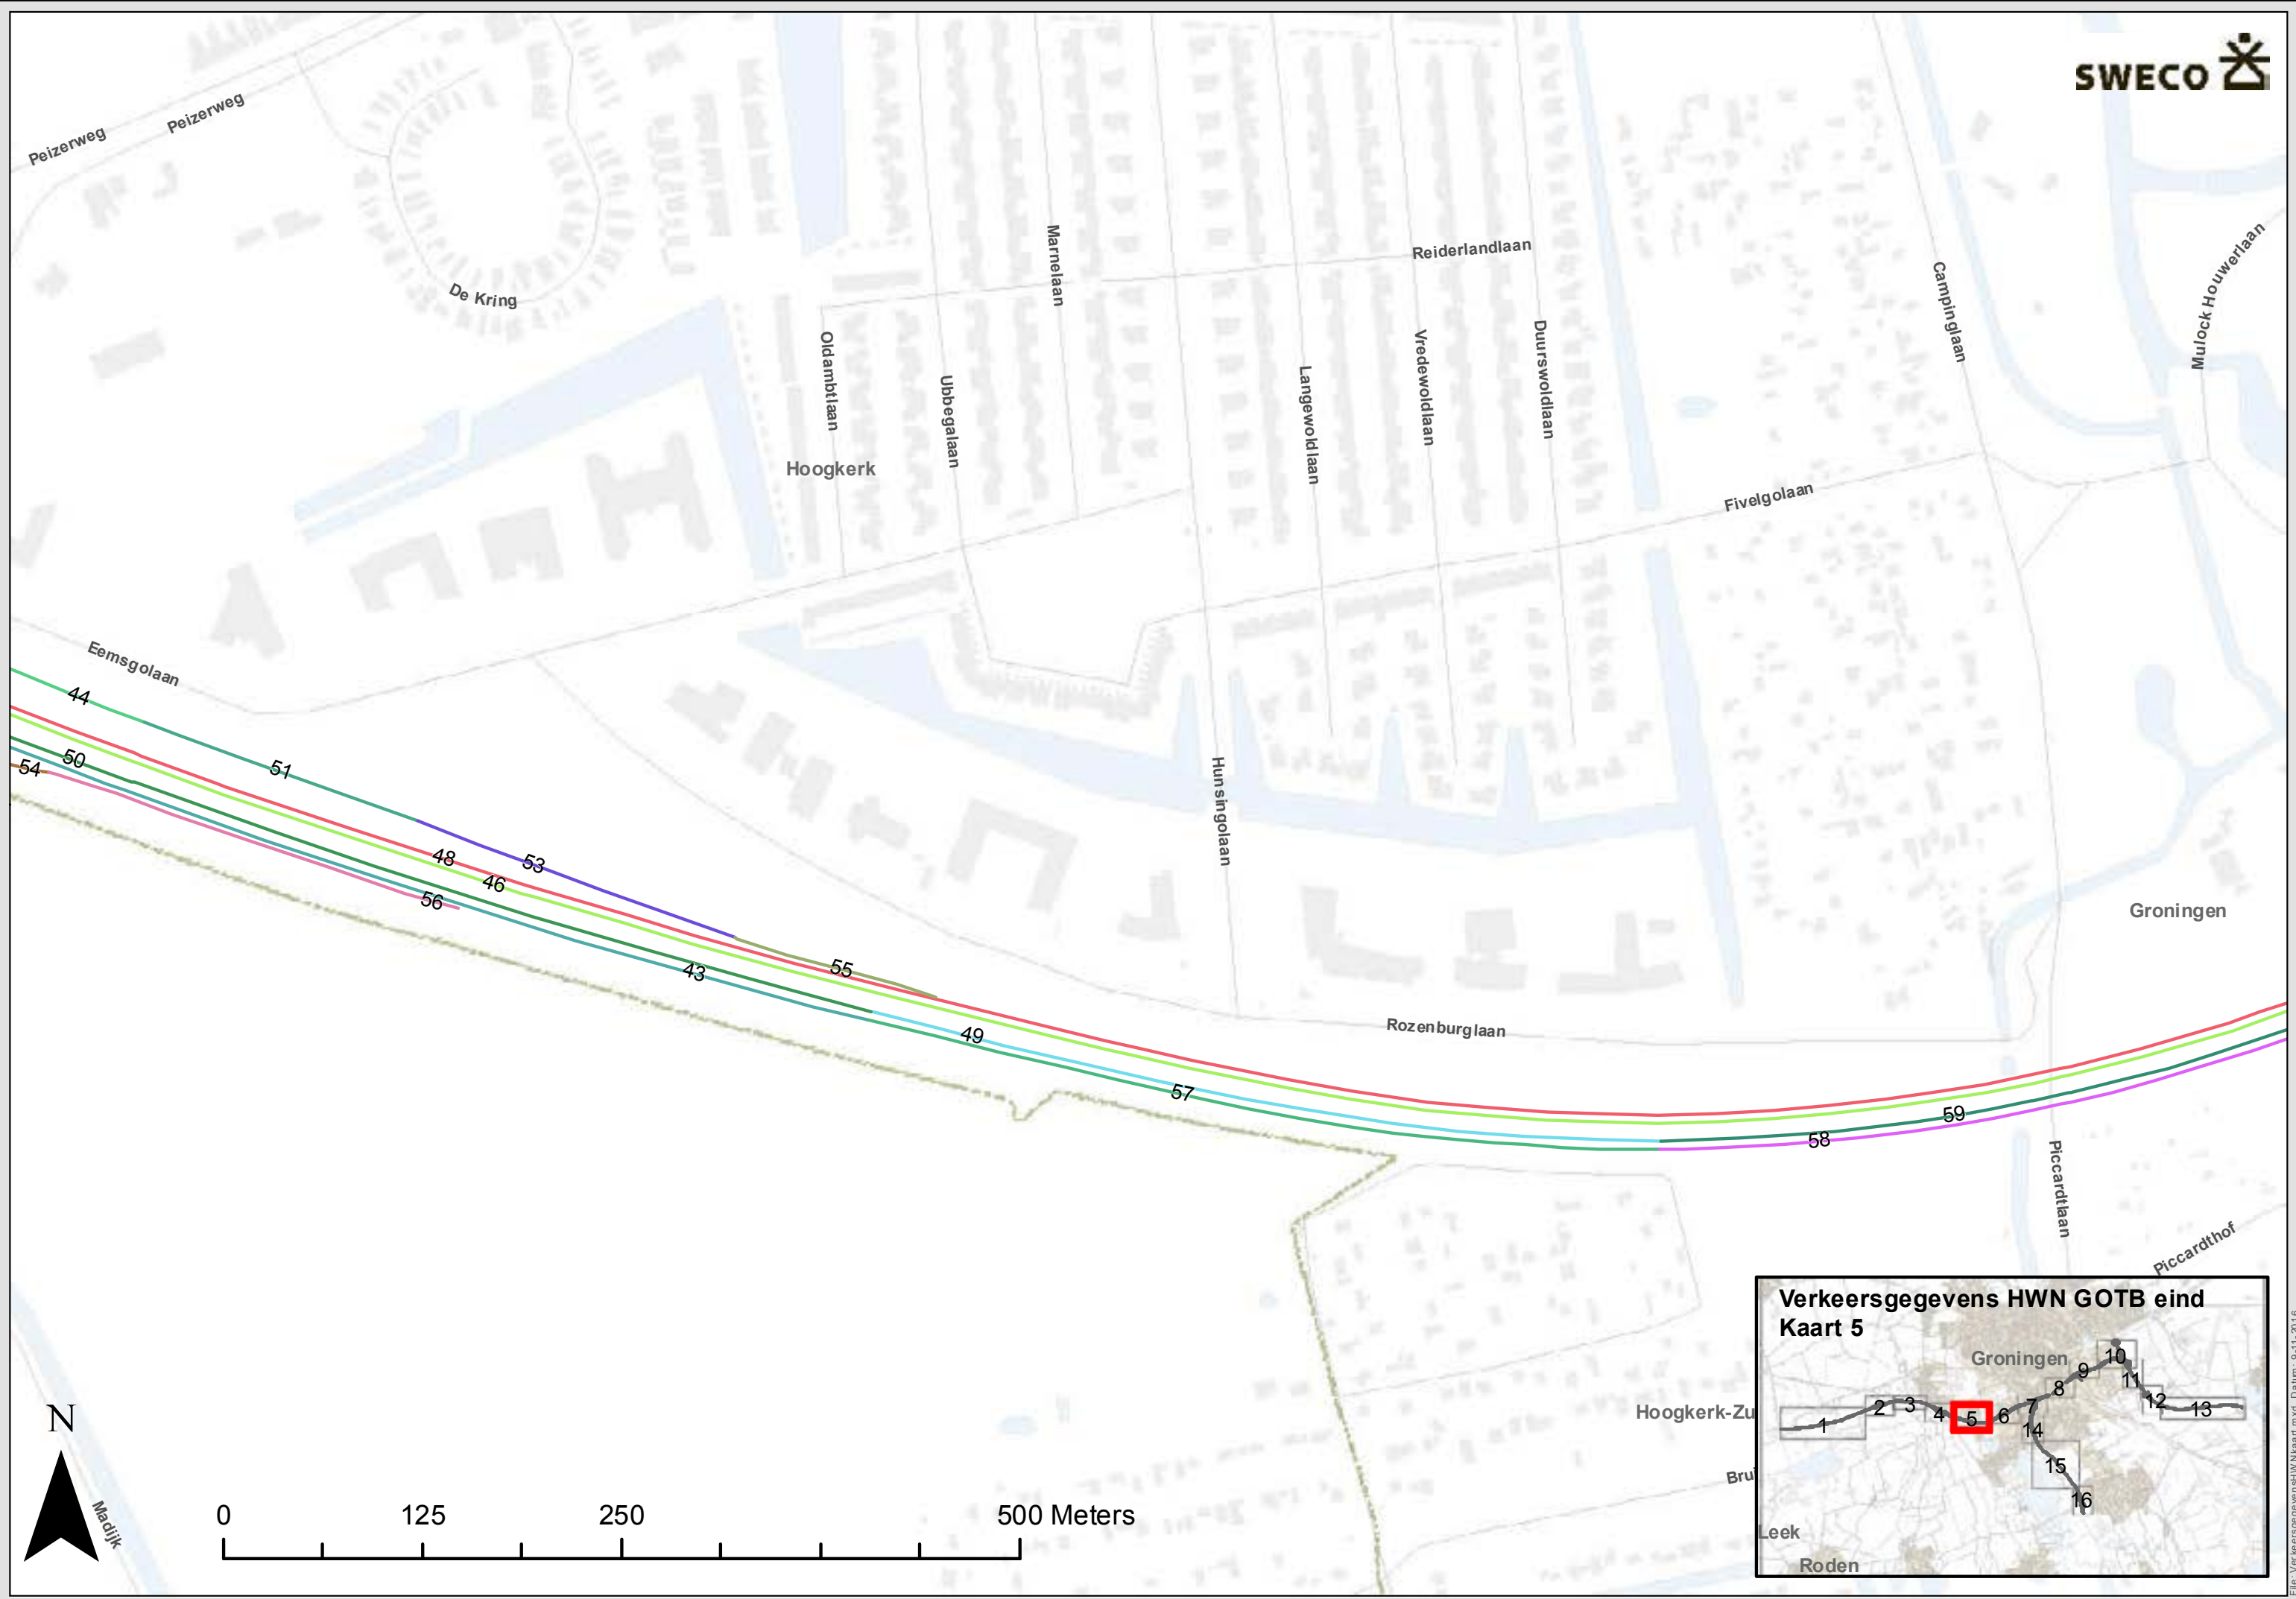 SWECO
Peizerweg
Peizerweg
De Kring
Marnelaan
Reiderlandlaan
Campinglaan
Mulock Houwerlaan
Oldambtlaan
Ubbegalaan
Langewoldlaan
Vredewoldlaan
Duurswoldlaan
Hoogkerk
Fivelgolaan
Eemsgolaan
44
51
50
54
48
53
46
56
43
55
49
57
59
58
Hunsingolaan
Rozenburglaan
Groningen
Piccardtlaan
Piccardthof
Hoogkerk-Zu
Brui
Madijk
N
0 125 250 500 Meters
Verkeersgegevens HWN GOTB eind
Kaart 5
Groningen
1
2
3
4
5
6
7
8
9
10
11
12
13
14
15
16
Leek
Roden